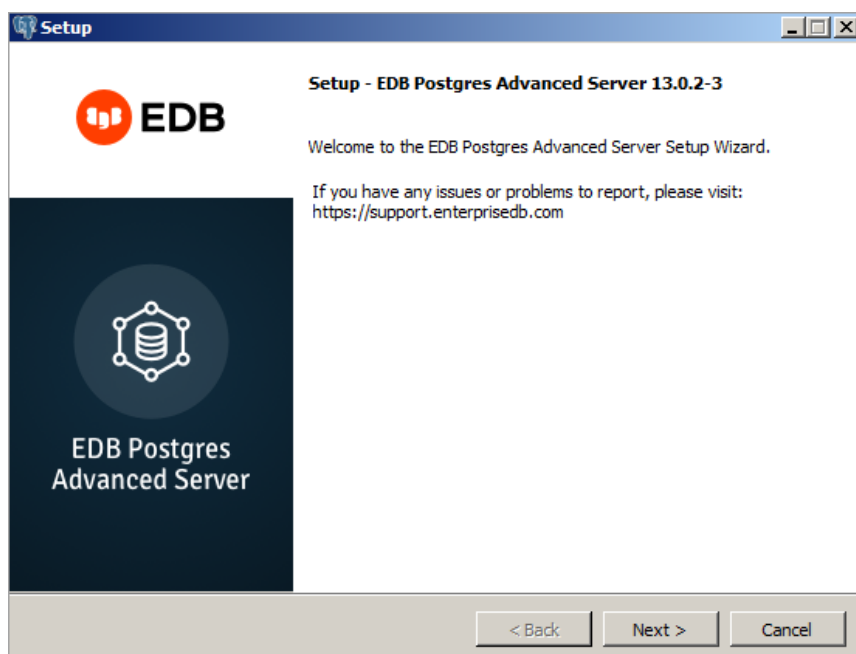 Setup
EDB
Setup - EDB Postgres Advanced Server 13.0.2-3
Welcome to the EDB Postgres Advanced Server Setup Wizard.
If you have any issues or problems to report, please visit:
https://support.enterprisedb.com
EDB Postgres
Advanced Server
< Back
Next >
Cancel